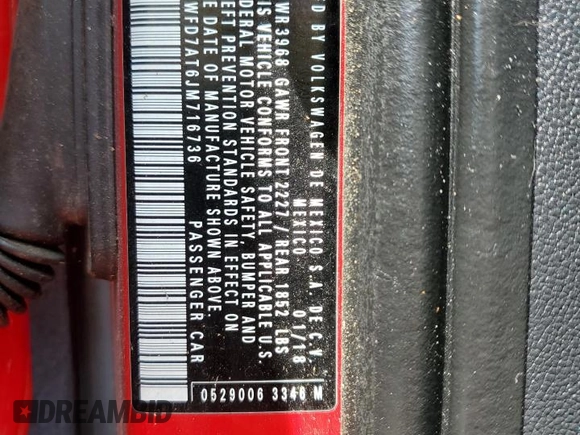 D BY VOLKSWAGEN DE MEXICO S.A. DE C.V
MEXICO 01/18
WR 3968 GAWR FRONT 2227 / REAR 1852 LBS
IS VEHICLE CONFORMS TO ALL APPLICABLE U.S.
DERAL MOTOR VEHICLE SAFETY, BUMPER AND
EFT PREVENTION STANDARDS IN EFFECT ON
E DATE OF MANUFACTURE SHOWN ABOVE.
WFD7AT6JM716736 PASSENGER CAR
0529006 3346 M
DREAMBID